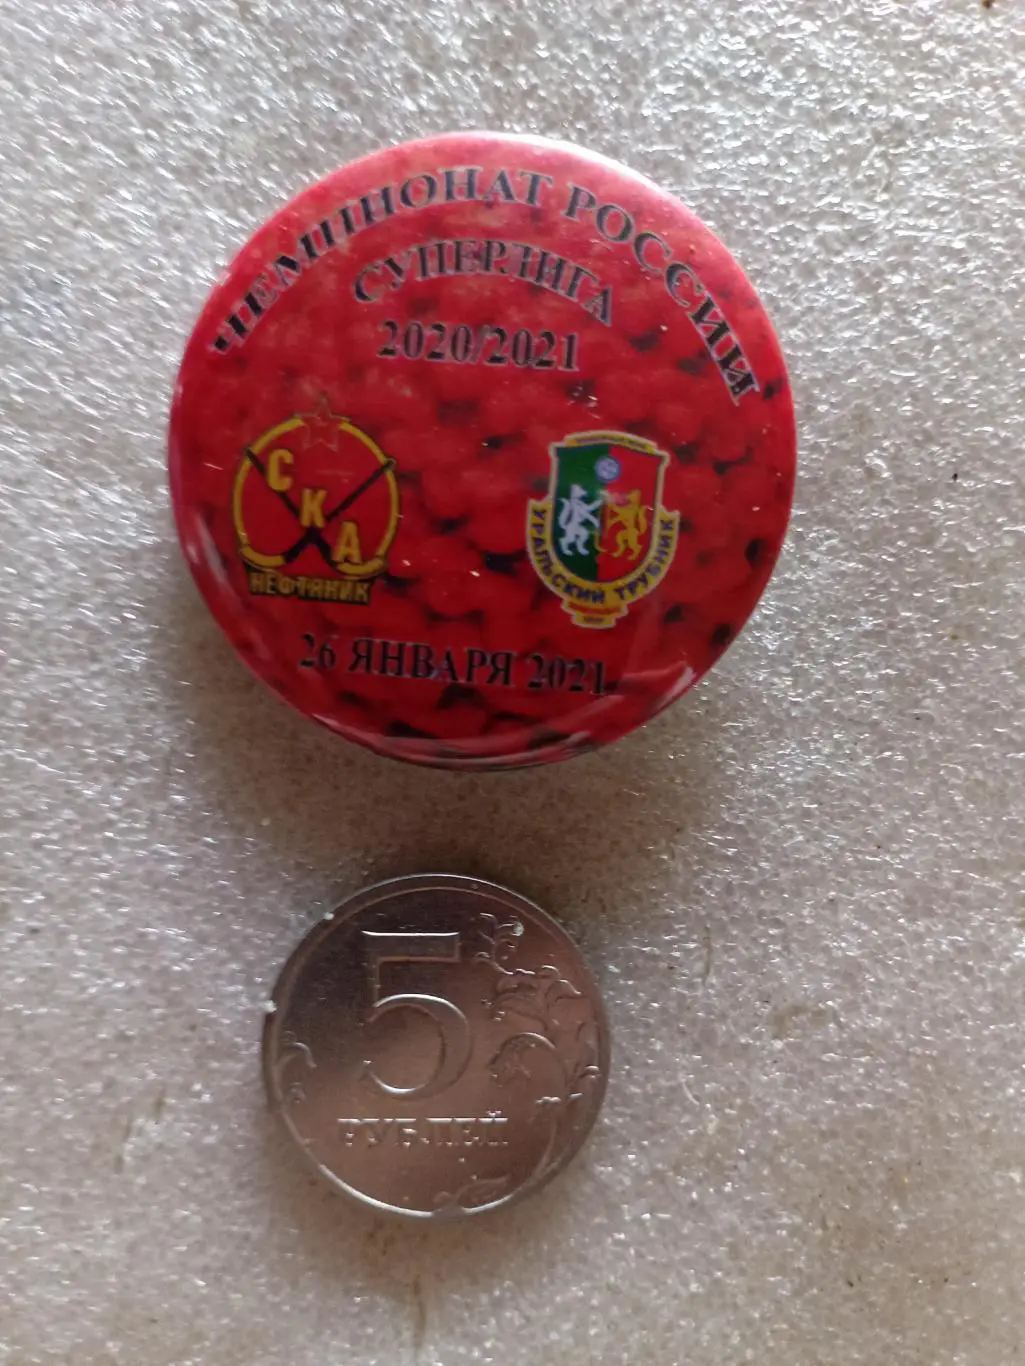 ЧЕМПИОНАТ РОССИИ
СУПЕРЛИГА
2020/2021
СКА
НЕФТЯНИК
УРАЛЬСКИЙ ТРУБНИК
26 ЯНВАРЯ 2021
5
РУБЛЕЙ